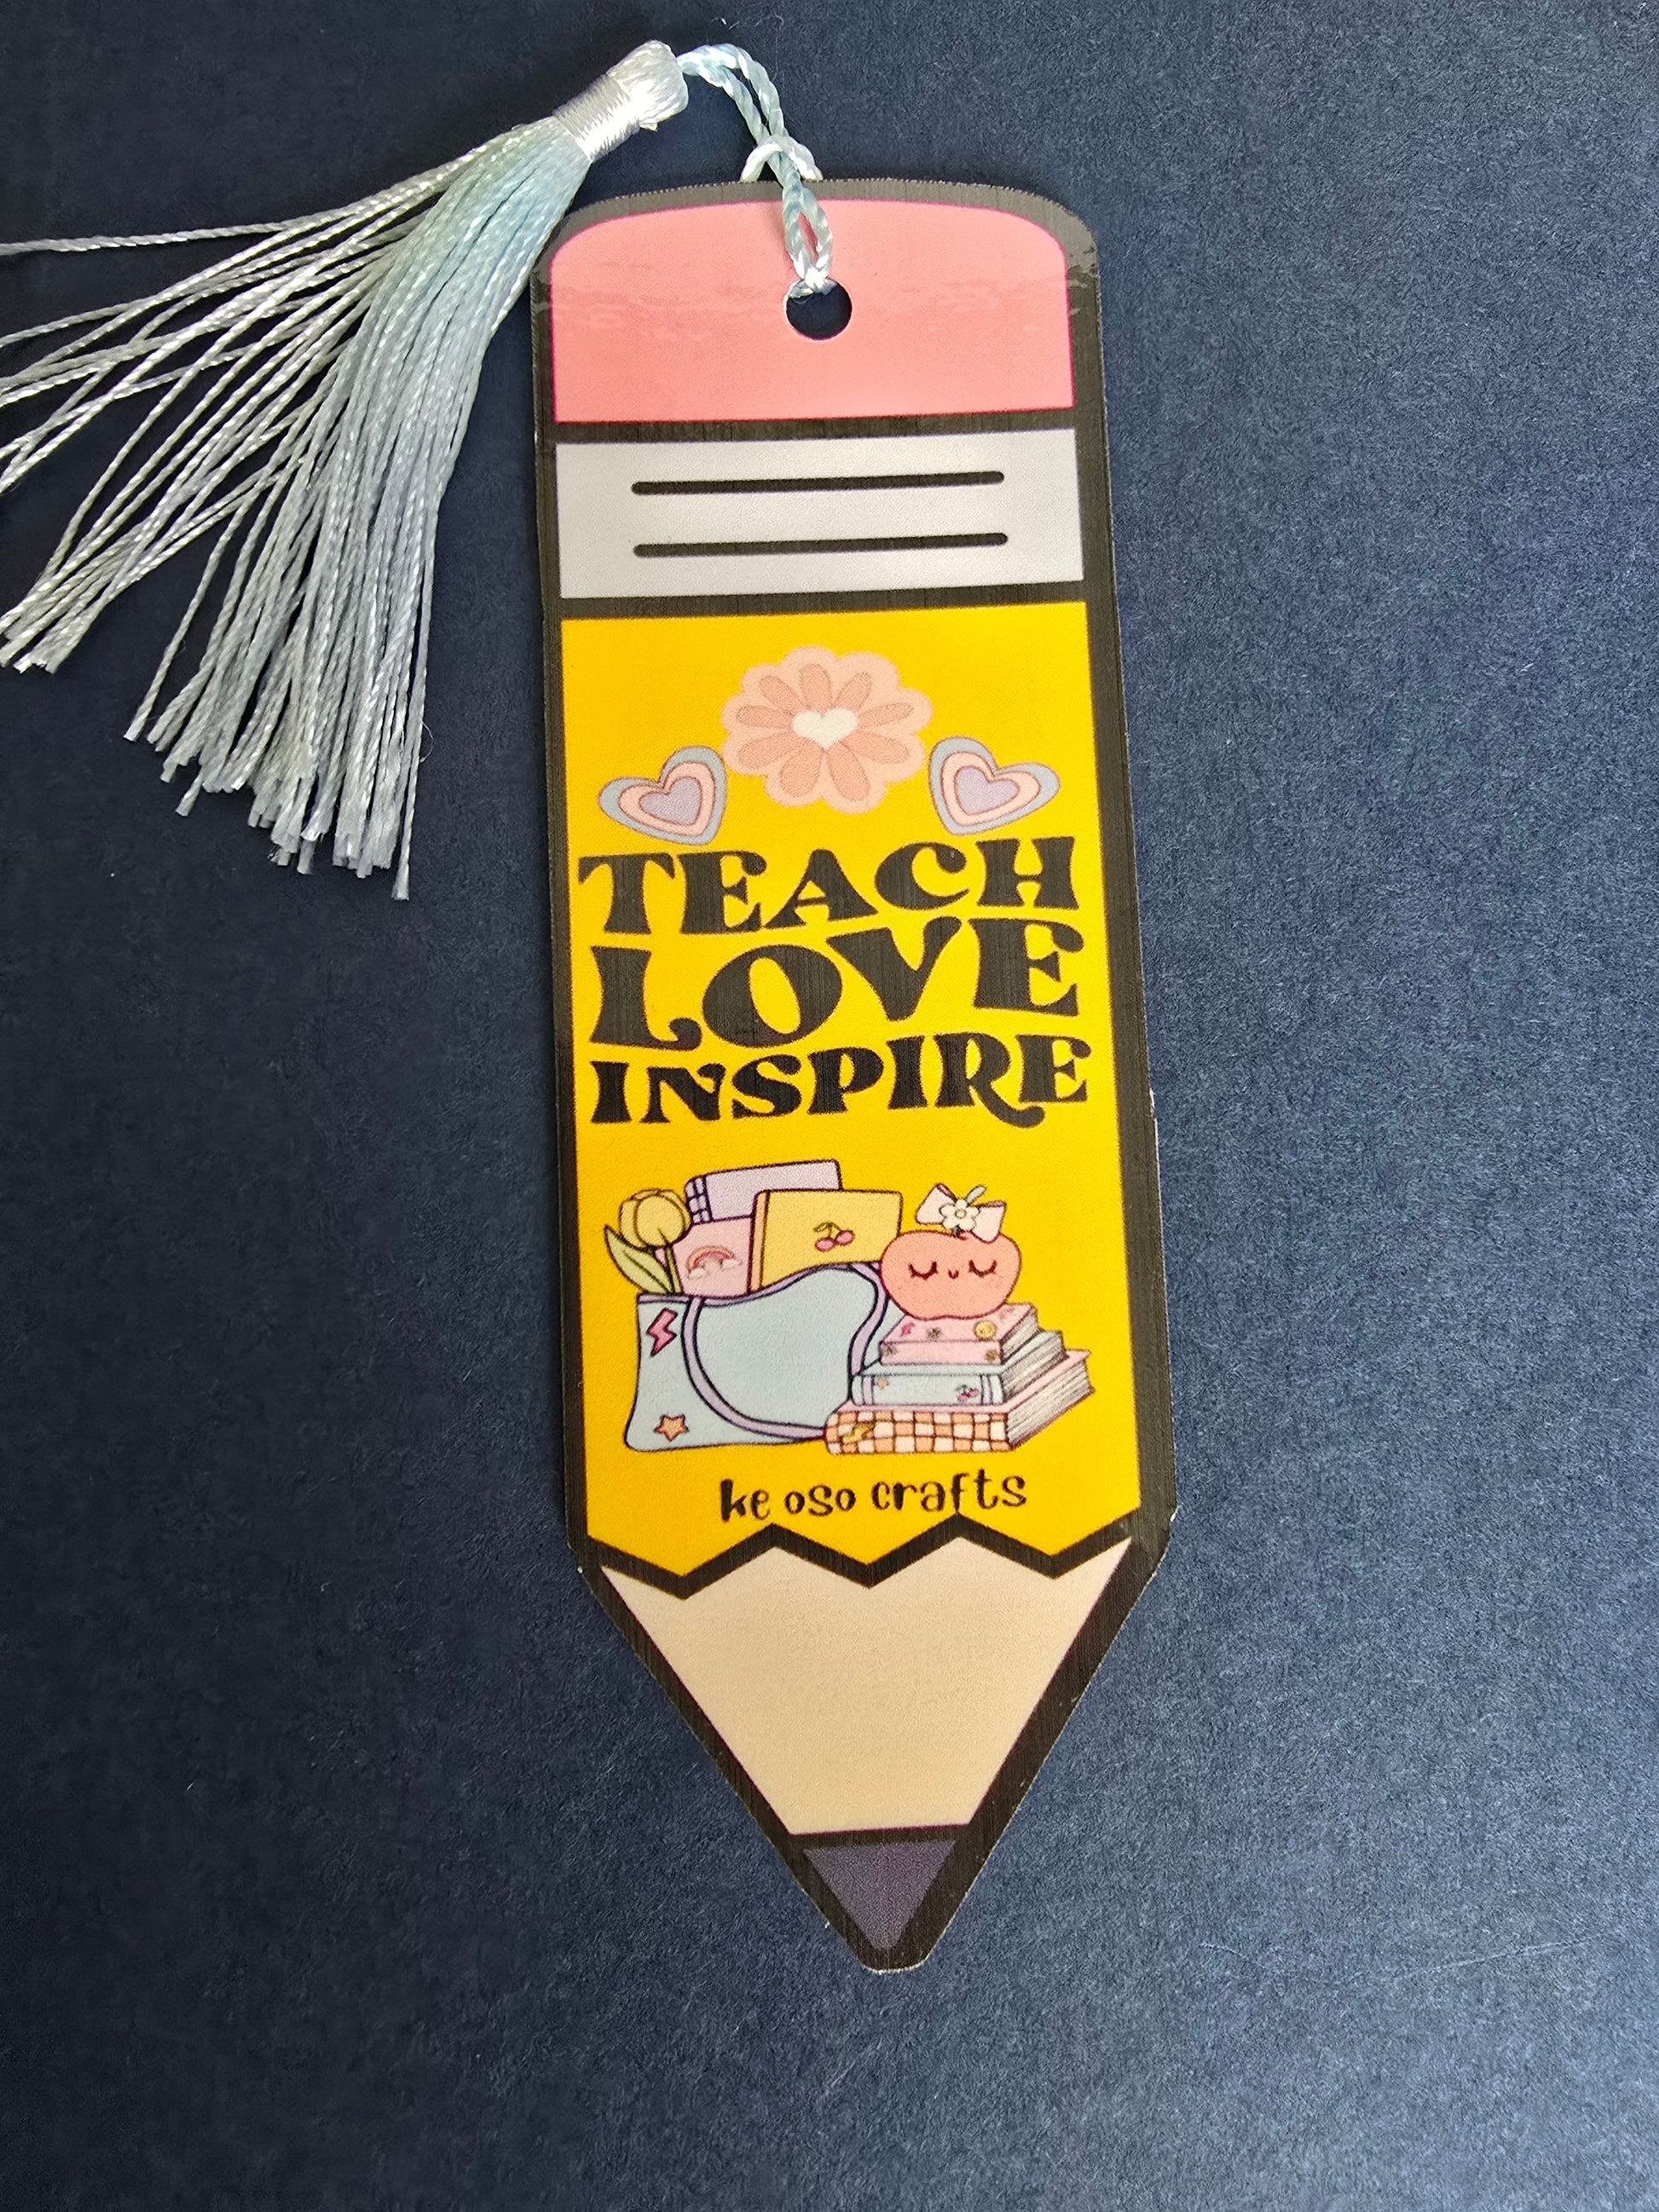 TEACH
LOVE
INSPIRE
ke oso crafts